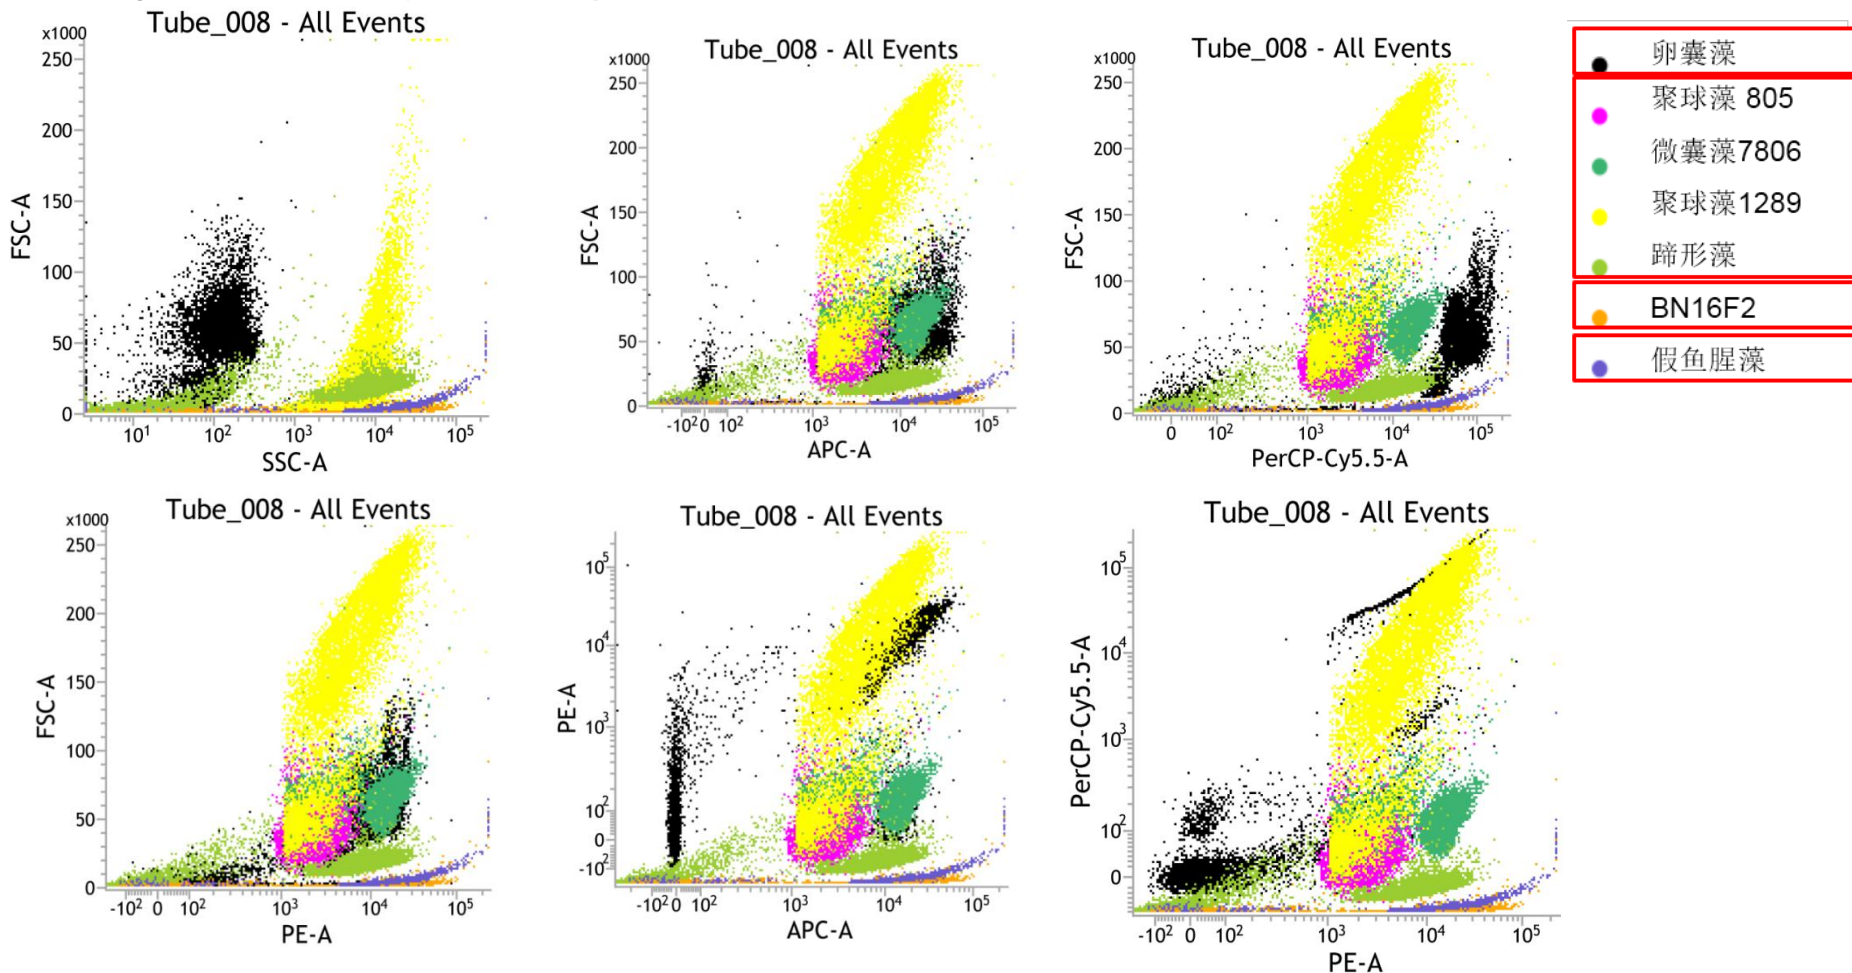 Tube_008 - All Events
x1000
250
200
150
100
50
0
FSC-A
10¹ 10² 10³ 10⁴ 10⁵
SSC-A
Tube_008 - All Events
x1000
250
200
150
100
50
0
FSC-A
-10² 0 10² 10³ 10⁴ 10⁵
APC-A
Tube_008 - All Events
x1000
250
200
150
100
50
0
FSC-A
0 10² 10³ 10⁴ 10⁵
PerCP-Cy5.5-A
卵囊藻
聚球藻 805
微囊藻7806
聚球藻1289
蹄形藻
BN16F2
假鱼腥藻
Tube_008 - All Events
x1000
250
200
150
100
50
0
FSC-A
-10² 0 10² 10³ 10⁴ 10⁵
PE-A
Tube_008 - All Events
10⁵
10⁴
10³
10²
0
-10²
PE-A
-10² 0 10² 10³ 10⁴ 10⁵
APC-A
Tube_008 - All Events
10⁵
10⁴
10³
10²
0
PerCP-Cy5.5-A
-10² 0 10² 10³ 10⁴ 10⁵
PE-A